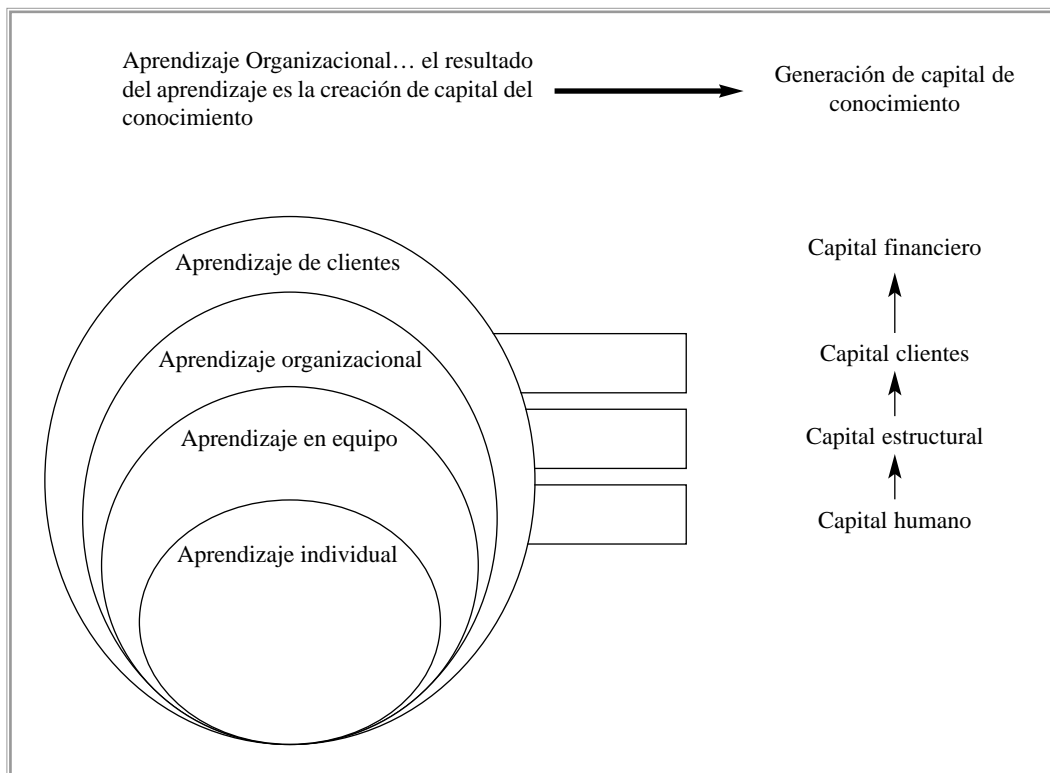 Aprendizaje Organizacional… el resultado
del aprendizaje es la creación de capital del
conocimiento
Generación de capital de
conocimiento
Aprendizaje de clientes
Aprendizaje organizacional
Aprendizaje en equipo
Aprendizaje individual
Capital financiero
Capital clientes
Capital estructural
Capital humano